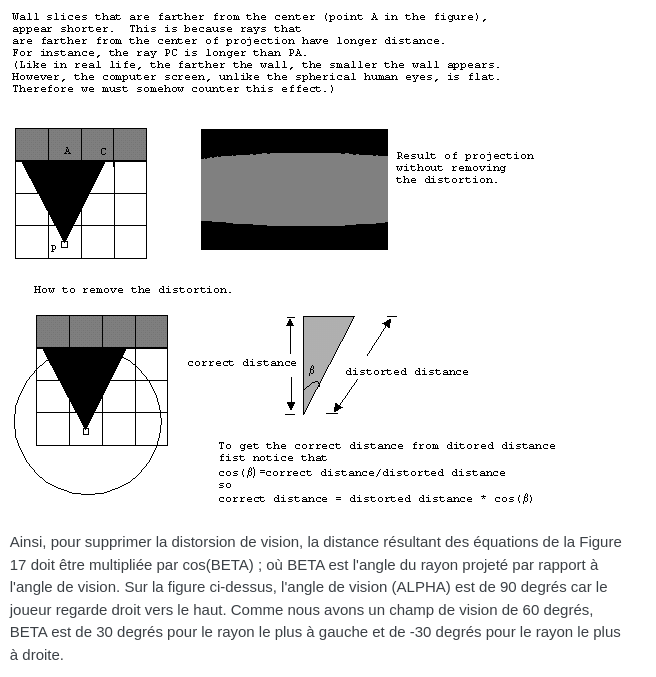 Wall slices that are farther from the center (point A in the figure),
appear shorter.  This is because rays that
are farther from the center of projection have longer distance.
For instance, the ray PC is longer than PA.
(Like in real life, the farther the wall, the smaller the wall appears.
However, the computer screen, unlike the spherical human eyes, is flat.
Therefore we must somehow counter this effect.)
A
C
P
Result of projection
without removing
the distortion.
How to remove the distortion.
correct distance
β
distorted distance
To get the correct distance from ditored distance
fist notice that
cos(β)=correct distance/distorted distance
so
correct distance = distorted distance * cos(β)
Ainsi, pour supprimer la distorsion de vision, la distance résultant des équations de la Figure
17 doit être multipliée par cos(BETA) ; où BETA est l'angle du rayon projeté par rapport à
l'angle de vision. Sur la figure ci-dessus, l'angle de vision (ALPHA) est de 90 degrés car le
joueur regarde droit vers le haut. Comme nous avons un champ de vision de 60 degrés,
BETA est de 30 degrés pour le rayon le plus à gauche et de -30 degrés pour le rayon le plus
à droite.